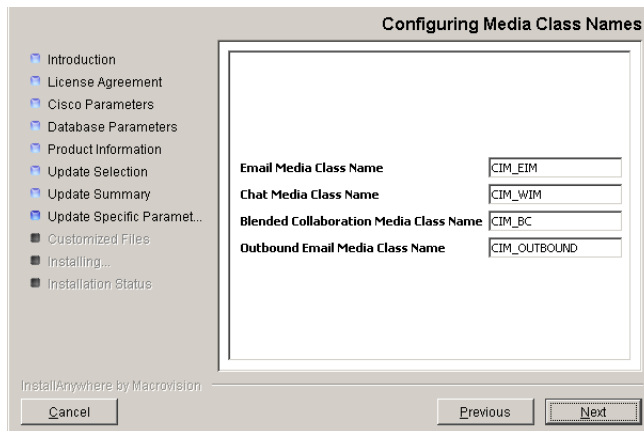 Configuring Media Class Names
Introduction
License Agreement
Cisco Parameters
Database Parameters
Product Information
Update Selection
Update Summary
Update Specific Paramet...
Customized Files
Installing...
Installation Status
Email Media Class Name CIM_EIM
Chat Media Class Name CIM_WIM
Blended Collaboration Media Class Name CIM_BC
Outbound Email Media Class Name CIM_OUTBOUND
InstallAnywhere by Macrovision
Cancel Previous Next